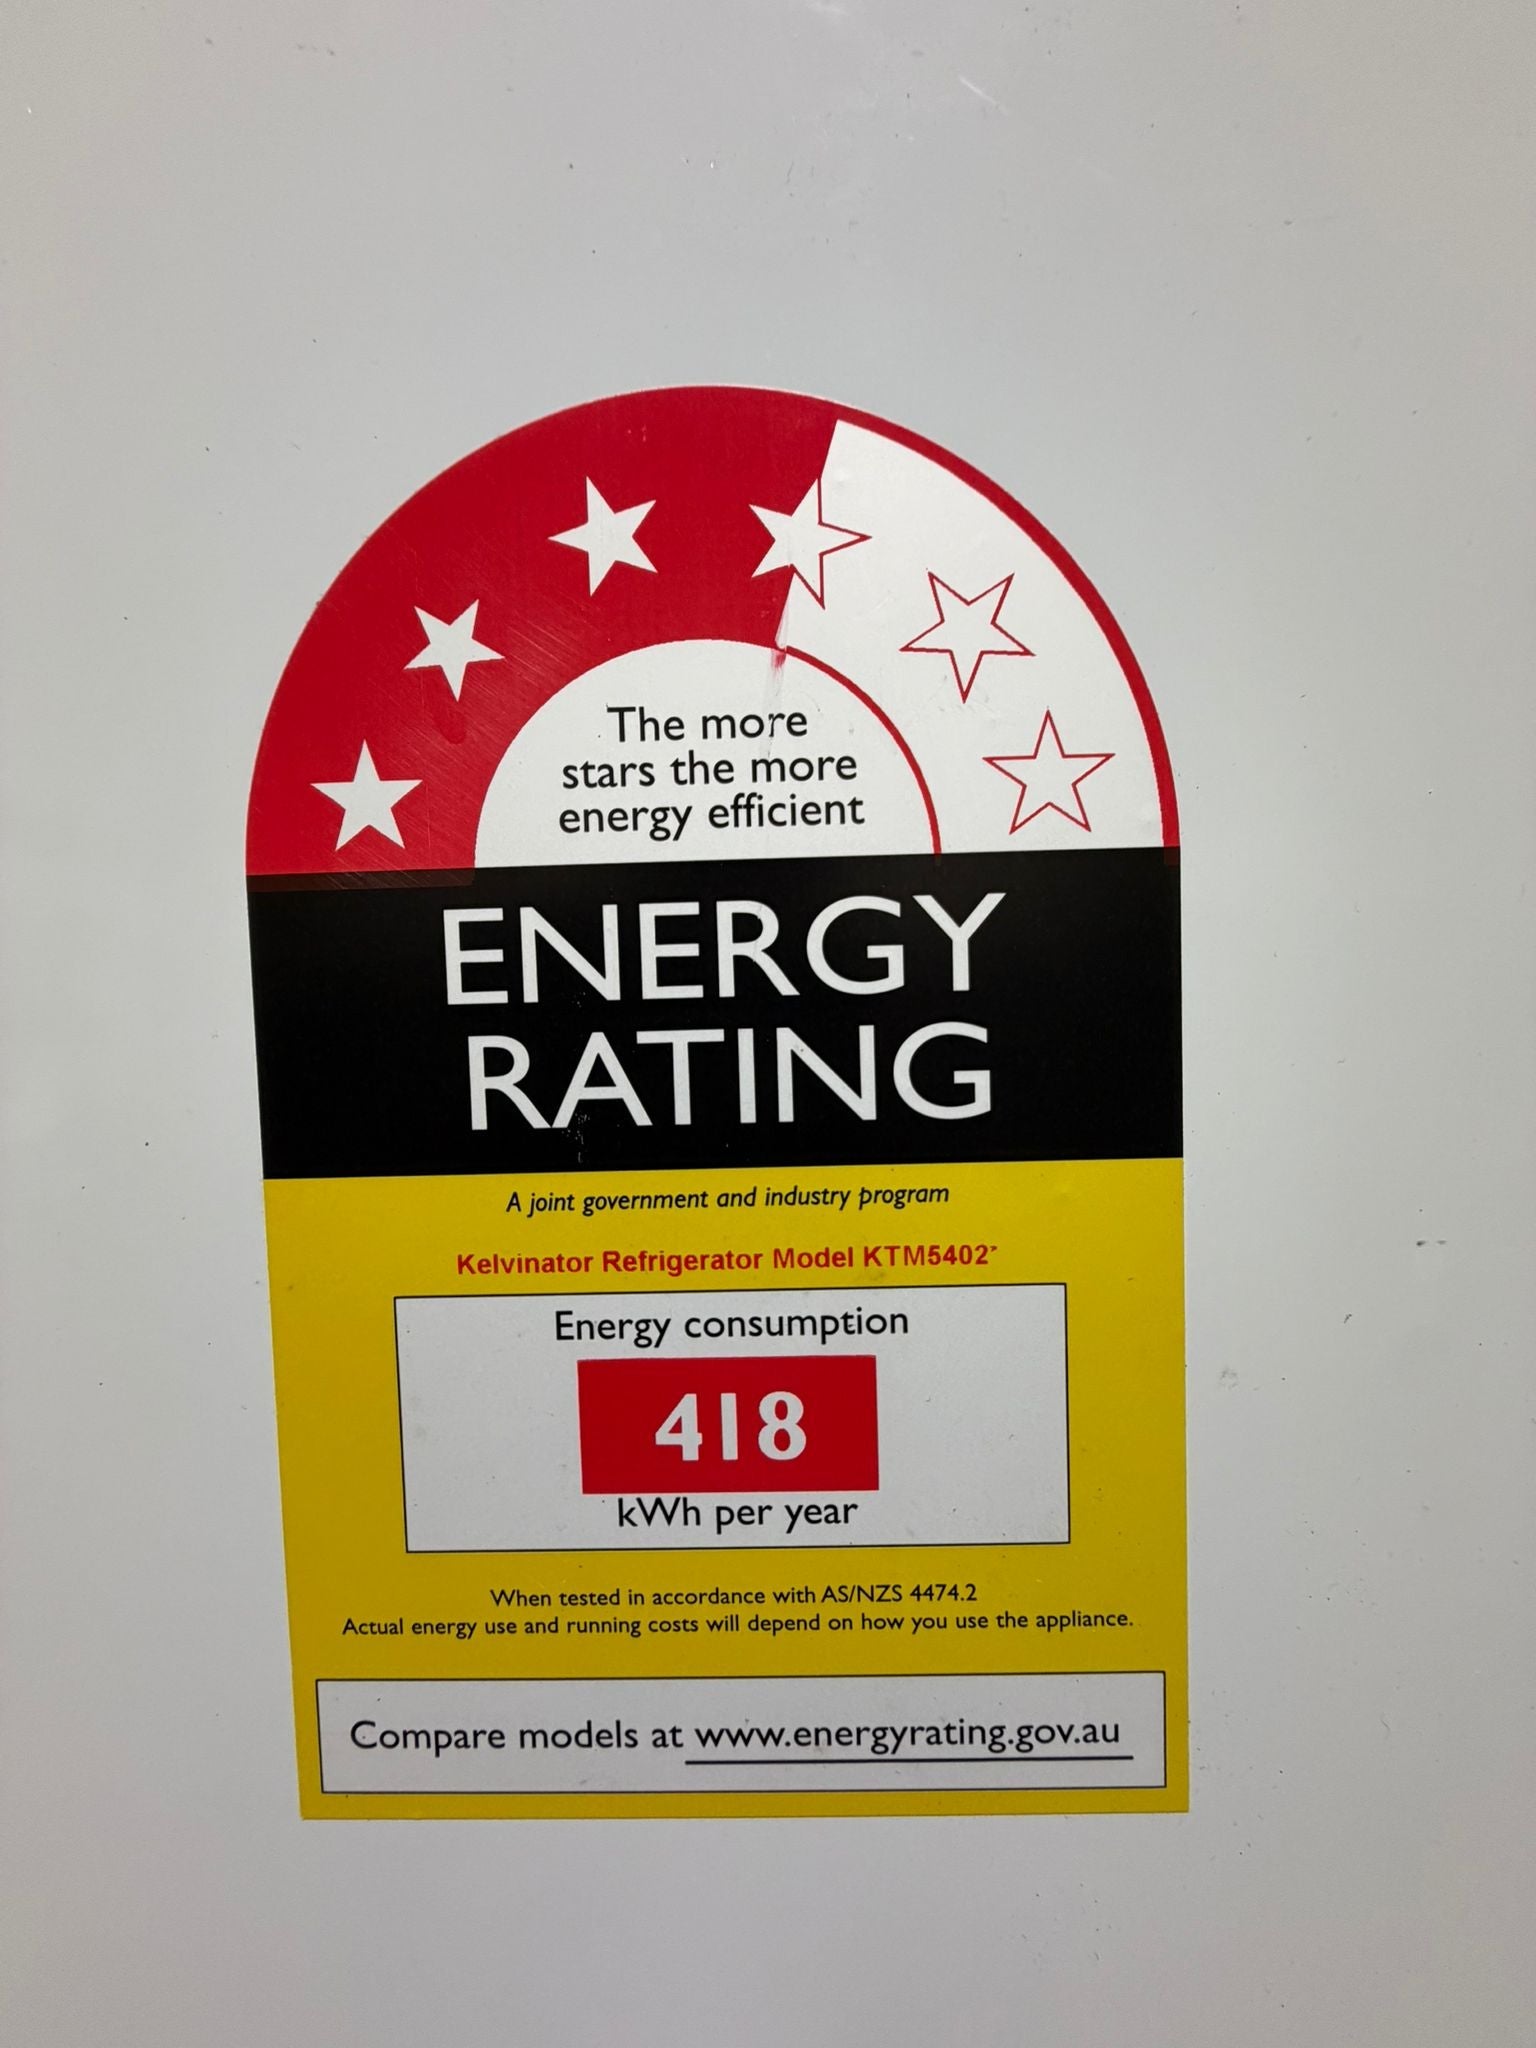 The more
stars the more
energy efficient
ENERGY
RATING
A joint government and industry program
Kelvinator Refrigerator Model KTM5402*
Energy consumption
418
kWh per year
When tested in accordance with AS/NZS 4474.2
Actual energy use and running costs will depend on how you use the appliance.
Compare models at www.energyrating.gov.au